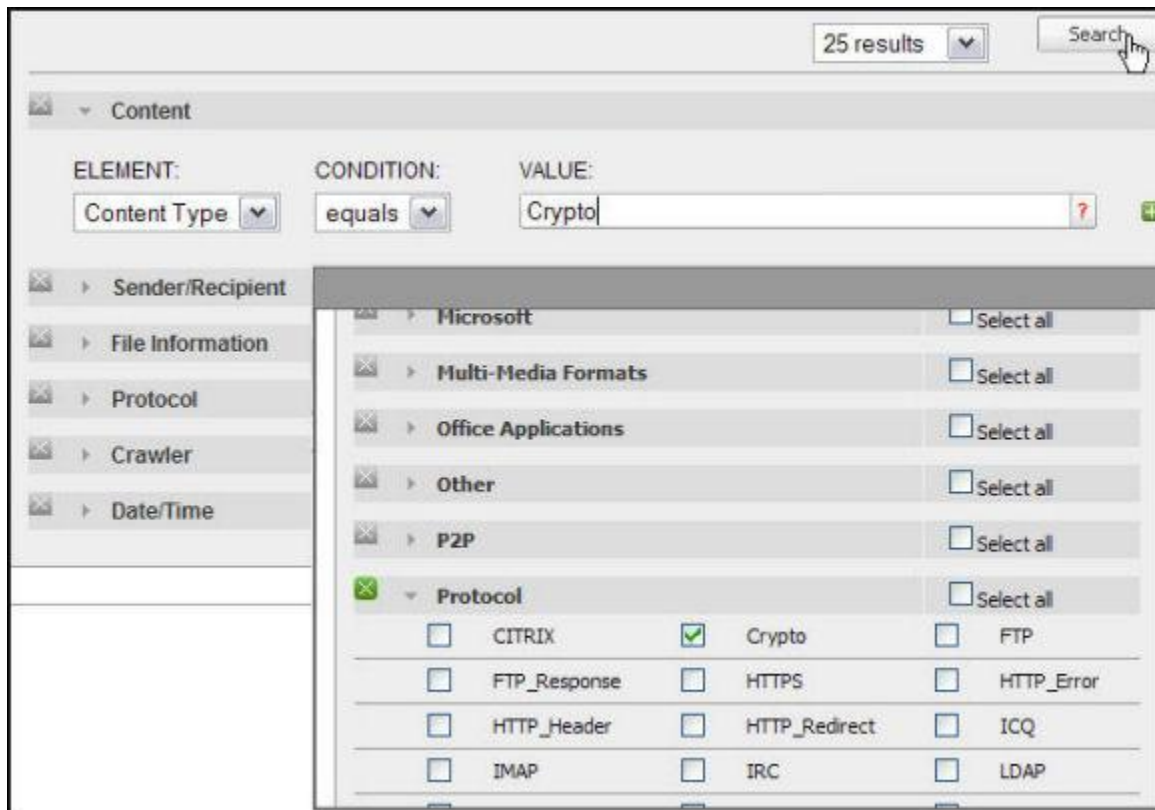 25 results Search
Content
ELEMENT: CONDITION: VALUE:
Content Type equals Crypto ?
Sender/Recipient
File Information
Protocol
Crawler
Date/Time
Microsoft Select all
Multi-Media Formats Select all
Office Applications Select all
Other Select all
P2P Select all
Protocol Select all
CITRIX Crypto FTP
FTP_Response HTTPS HTTP_Error
HTTP_Header HTTP_Redirect ICQ
IMAP IRC LDAP